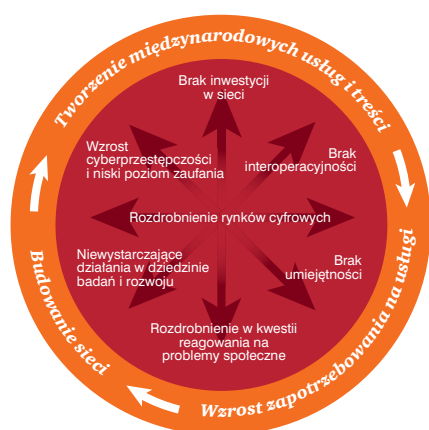 Tworzenie międzynarodowych usług i treści
Brak inwestycji
w sieci
Wzrost
cyberprzestępczości
i niski poziom zaufania
Brak
interoperacyjności
Rozdrobnienie rynków cyfrowych
Niewystarczające
działania w dziedzinie
badań i rozwoju
Brak
umiejętności
Rozdrobnienie w kwestii
reagowania na
problemy społeczne
Wzrost zapotrzebowania na usługi
Budowanie sieci